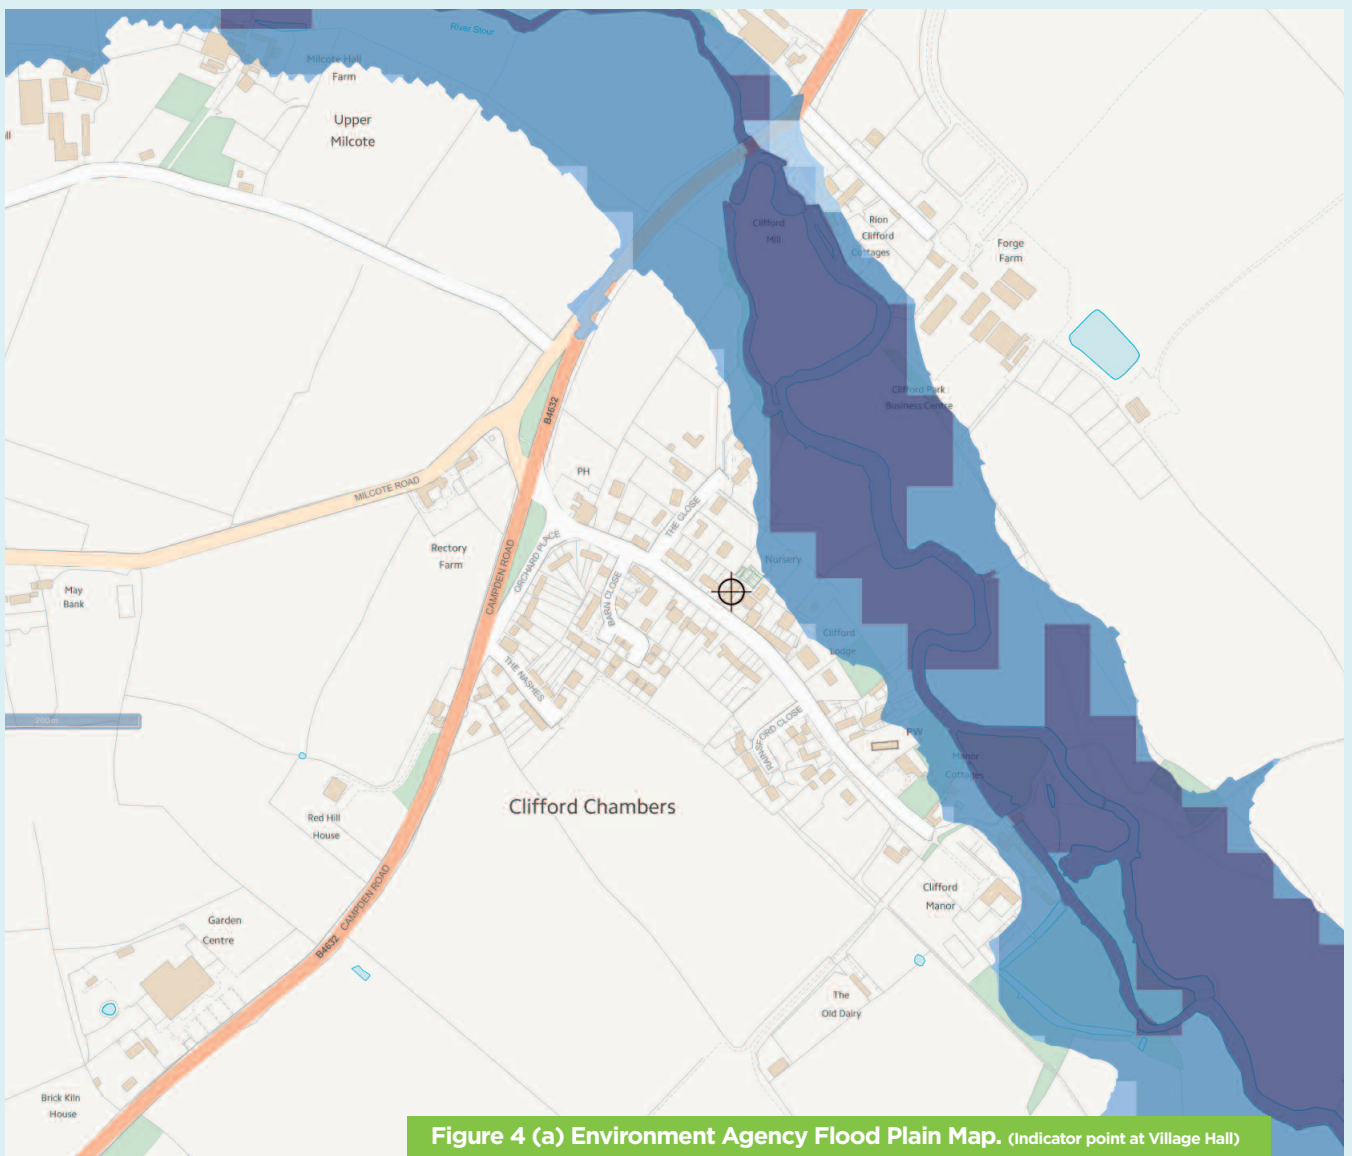 River Stour
Milcote Hall
Farm
Upper
Milcote
Clifford
Mill
Rion
Clifford
Cottages
Forge
Farm
Clifford Park
Business Centre
B4632
PH
MILCOTE ROAD
THE CLOSE
Rectory
Farm
ORCHARD PLACE
CAMPDEN ROAD
BARN CLOSE
Nursery
May
Bank
Clifford
Lodge
THE NASHES
200m
RAINSFORD CLOSE
PW
Manor
Cottages
Clifford Chambers
Red Hill
House
Clifford
Manor
B4632 CAMPDEN ROAD
Garden
Centre
The
Old Dairy
Brick Kiln
House
Figure 4 (a) Environment Agency Flood Plain Map. (Indicator point at Village Hall)